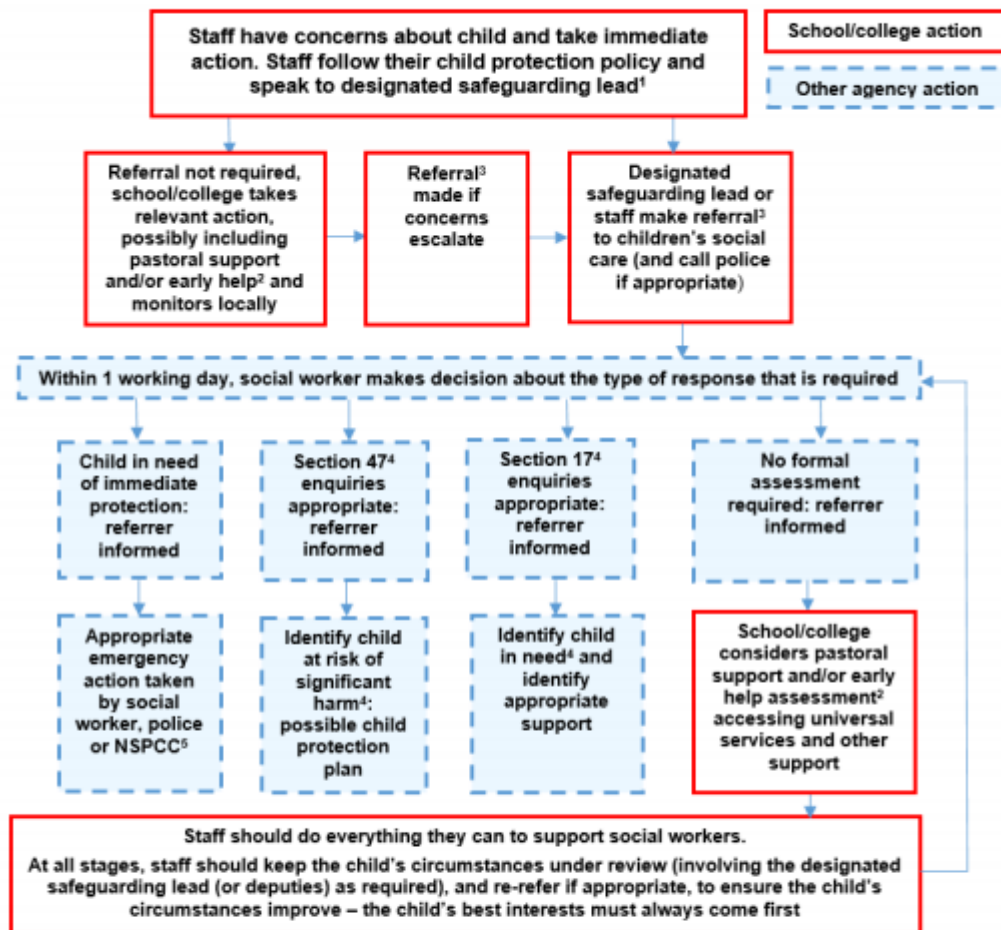 Staff have concerns about child and take immediate
action. Staff follow their child protection policy and
speak to designated safeguarding lead¹
School/college action
Other agency action
Referral not required,
school/college takes
relevant action,
possibly including
pastoral support
and/or early help² and
monitors locally
Referral³
made if
concerns
escalate
Designated
safeguarding lead or
staff make referral³
to children's social
care (and call police
if appropriate)
Within 1 working day, social worker makes decision about the type of response that is required
Child in need
of immediate
protection:
referrer
informed
Section 47⁴
enquiries
appropriate:
referrer
informed
Section 17⁴
enquiries
appropriate:
referrer
informed
No formal
assessment
required: referrer
informed
Appropriate
emergency
action taken
by social
worker, police
or NSPCC⁵
Identify child
at risk of
significant
harm⁴:
possible child
protection
plan
Identify child
in need⁴ and
identify
appropriate
support
School/college
considers pastoral
support and/or early
help assessment²
accessing universal
services and other
support
Staff should do everything they can to support social workers.
At all stages, staff should keep the child's circumstances under review (involving the designated
safeguarding lead (or deputies) as required), and re-refer if appropriate, to ensure the child's
circumstances improve – the child's best interests must always come first